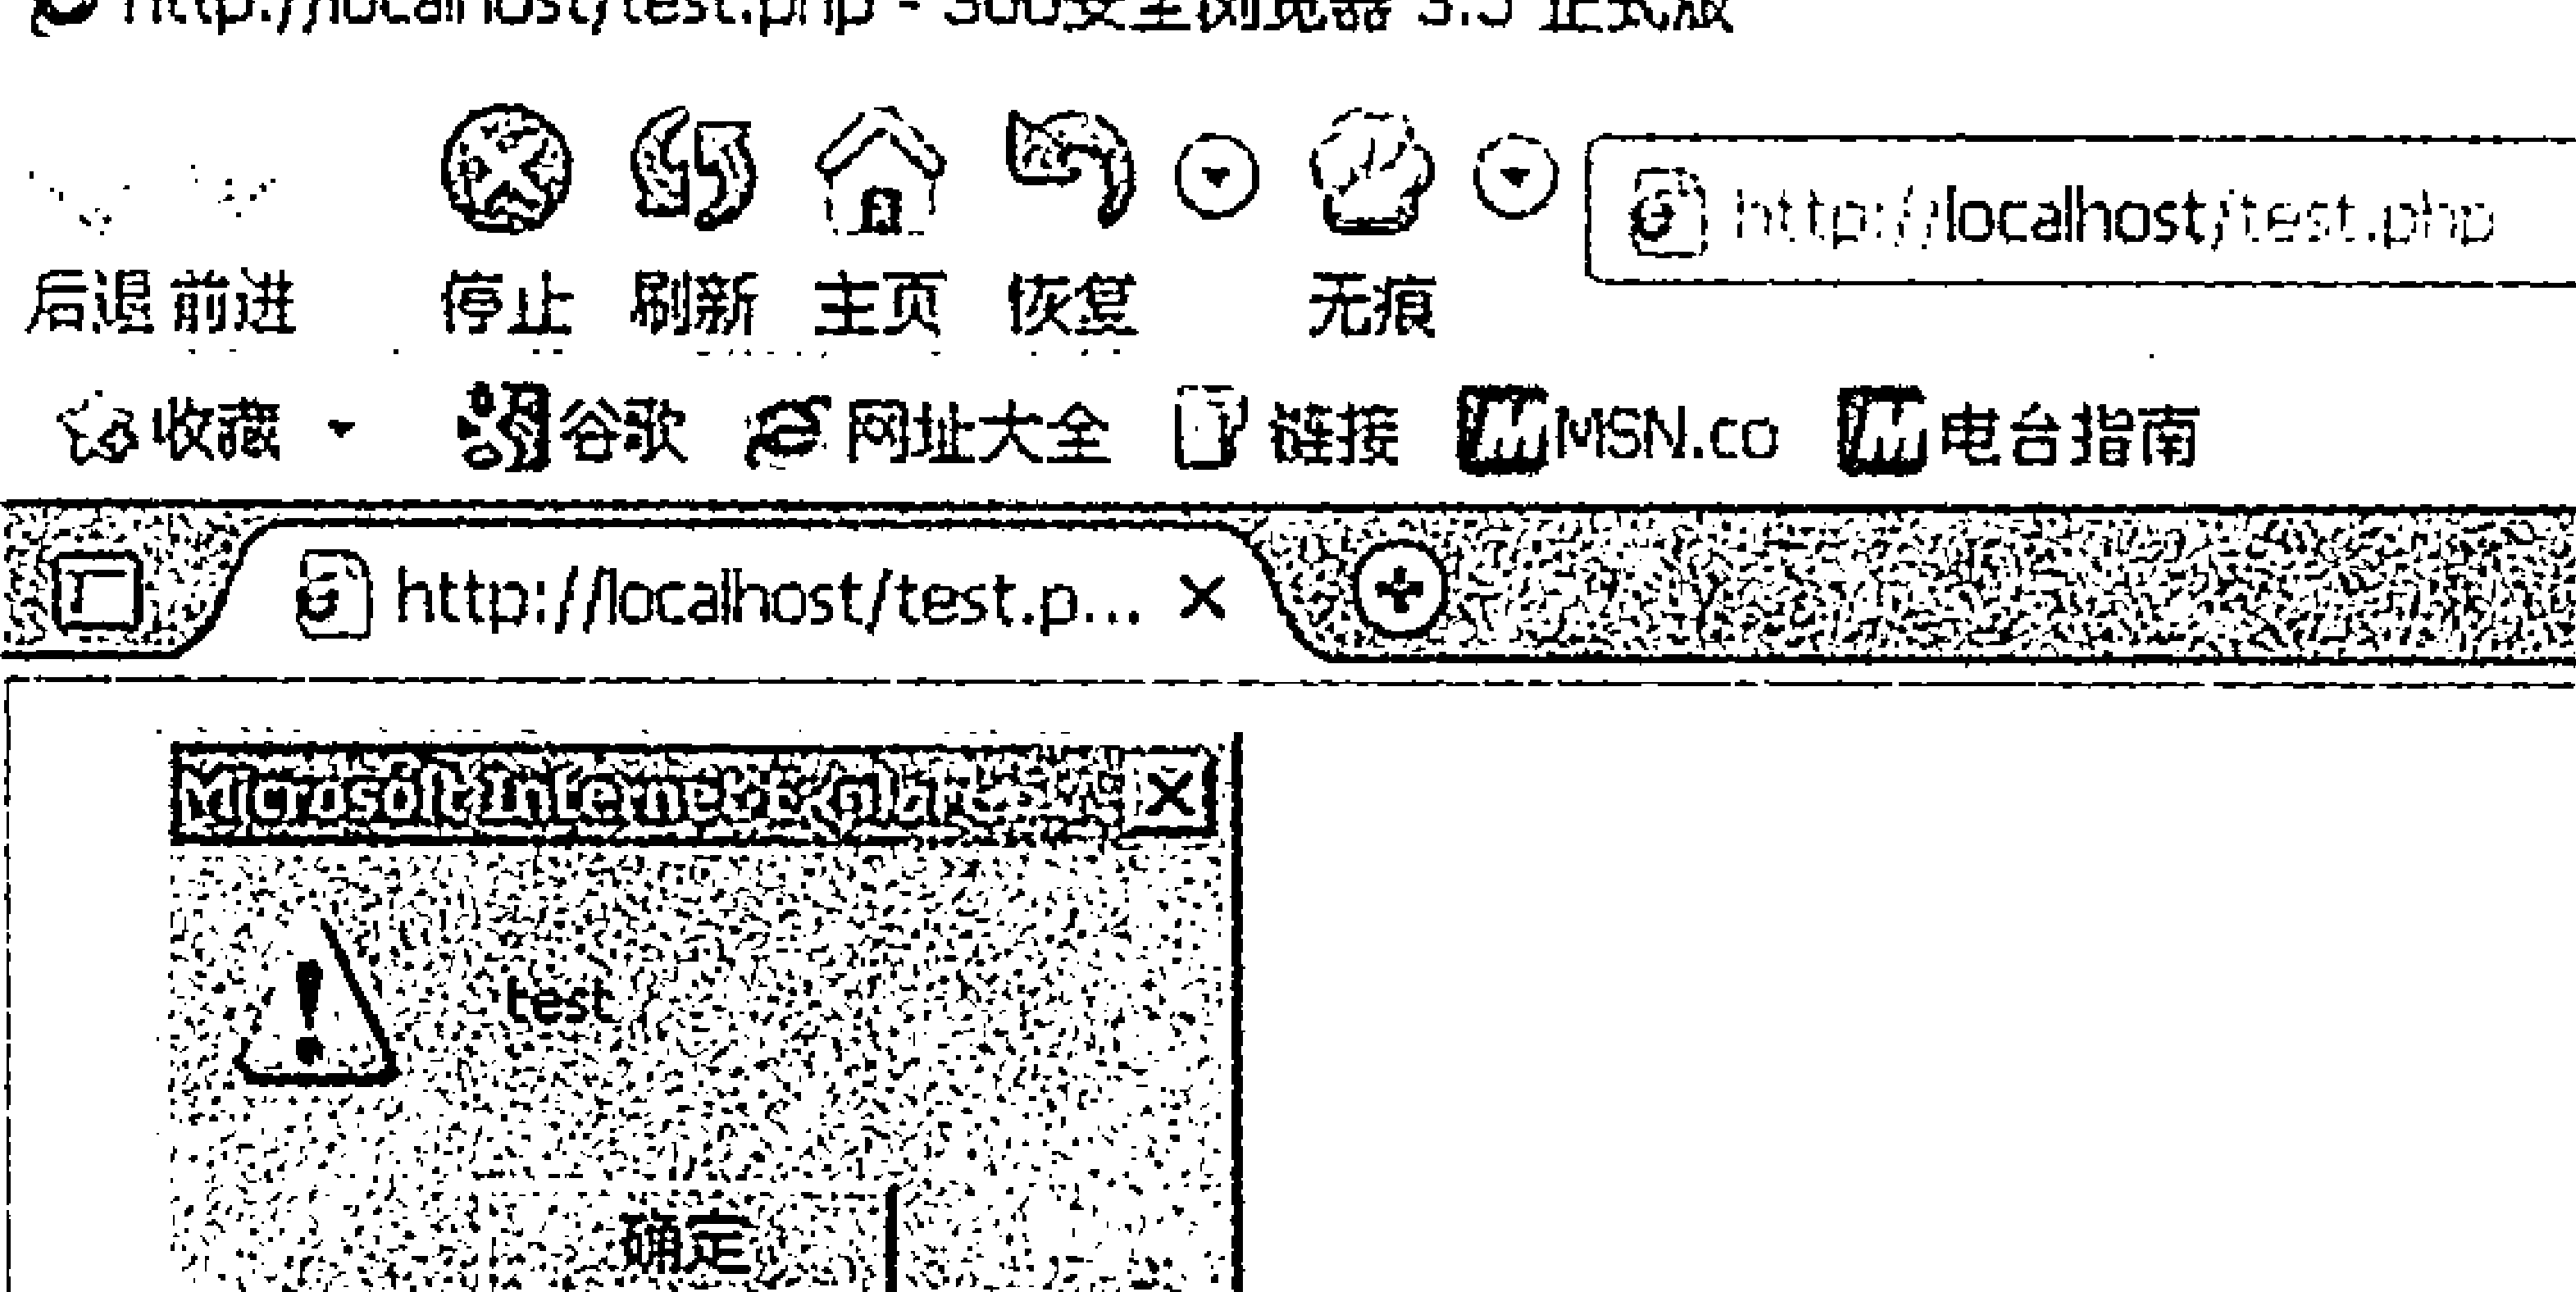 http://localhost/test.php - 360安全浏览器 3.5 正式版
http://localhost/test.php
后退 前进 停止 刷新 主页 恢复 无痕
收藏 谷歌 网址大全 链接 MSN.co 电台指南
http://localhost/test.p...
Microsoft Internet Explorer
test
确定